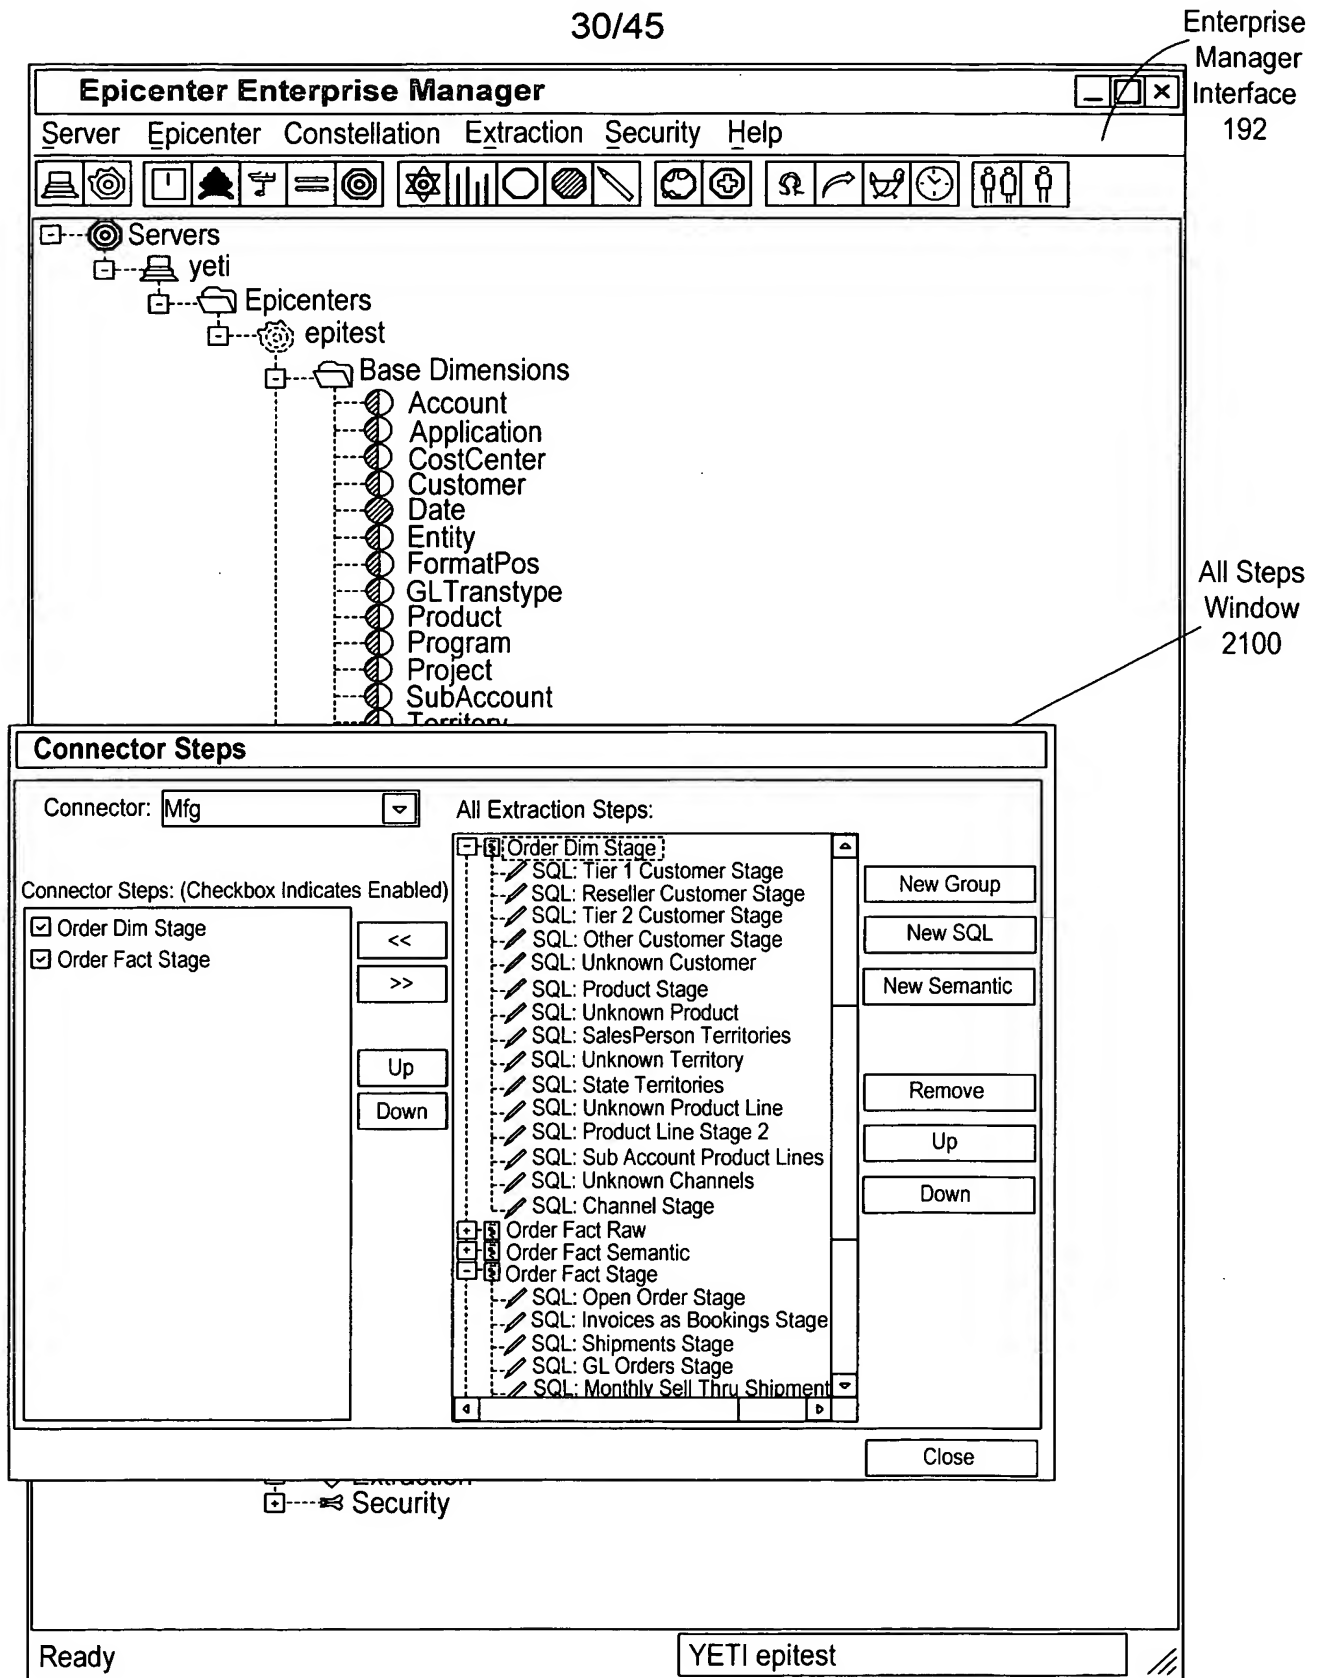 30/45
Enterprise
Manager
Interface
192
Epicenter Enterprise Manager
Server Epicenter Constellation Extraction Security Help
Servers
yeti
Epicenters
epitest
Base Dimensions
Account
Application
CostCenter
Customer
Date
Entity
FormatPos
GLTranstype
Product
Program
Project
SubAccount
Territory
All Steps
Window
2100
Connector Steps
Connector: Mfg
All Extraction Steps:
Connector Steps: (Checkbox Indicates Enabled)
Order Dim Stage
Order Fact Stage
<<
>>
Up
Down
Order Dim Stage
SQL: Tier 1 Customer Stage
SQL: Reseller Customer Stage
SQL: Tier 2 Customer Stage
SQL: Other Customer Stage
SQL: Unknown Customer
SQL: Product Stage
SQL: Unknown Product
SQL: SalesPerson Territories
SQL: Unknown Territory
SQL: State Territories
SQL: Unknown Product Line
SQL: Product Line Stage 2
SQL: Sub Account Product Lines
SQL: Unknown Channels
SQL: Channel Stage
Order Fact Raw
Order Fact Semantic
Order Fact Stage
SQL: Open Order Stage
SQL: Invoices as Bookings Stage
SQL: Shipments Stage
SQL: GL Orders Stage
SQL: Monthly Sell Thru Shipment
New Group
New SQL
New Semantic
Remove
Up
Down
Close
Extraction
Security
Ready
YETI epitest